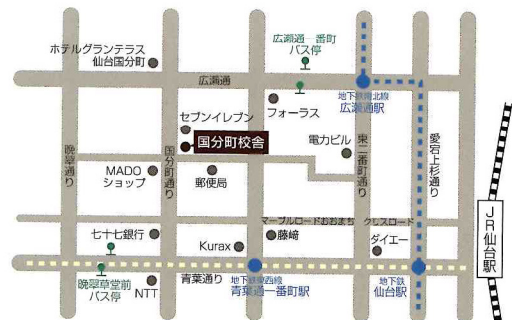 広瀬通一番町
バス停
ホテルグランテラス
仙台国分町
広瀬通
地下鉄南北線
広瀬通駅
フォーラス
セブンイレブン
国分町校舎
電力ビル
晩翠通り
国分町通り
東二番町通り
愛宕上杉通り
MADO
ショップ
郵便局
マーブルロードおおまち
クリスロード
JR仙台駅
七十七銀行
Kurax
藤﨑
ダイエー
晩翠草堂前
バス停
NTT
青葉通り
地下鉄東西線
青葉通一番町駅
地下鉄
仙台駅